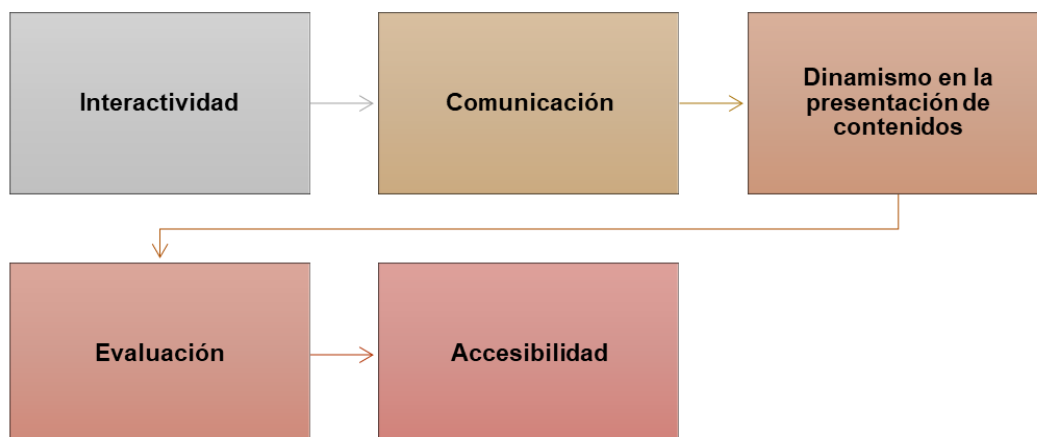 Interactividad
Comunicación
Dinamismo en la
presentación de
contenidos
Evaluación
Accesibilidad